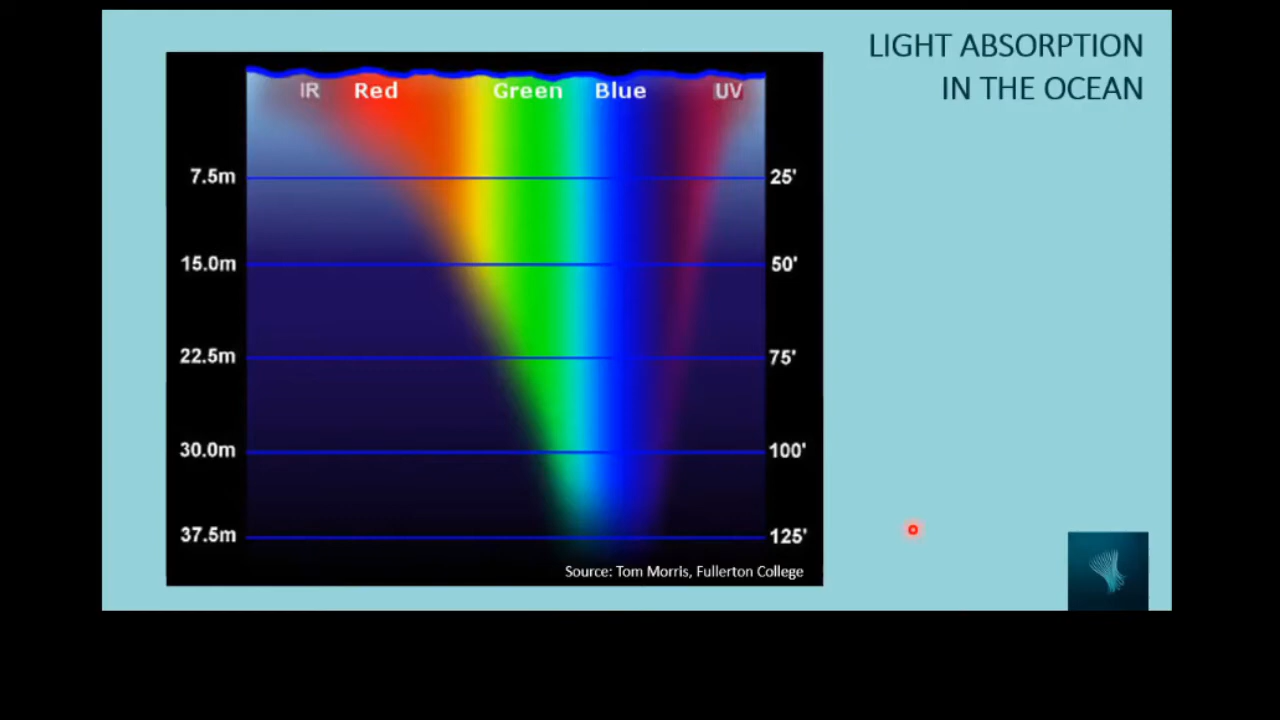 LIGHT ABSORPTION
IN THE OCEAN
IR Red Green Blue UV
7.5m 25'
15.0m 50'
22.5m 75'
30.0m 100'
37.5m 125'
Source: Tom Morris, Fullerton College